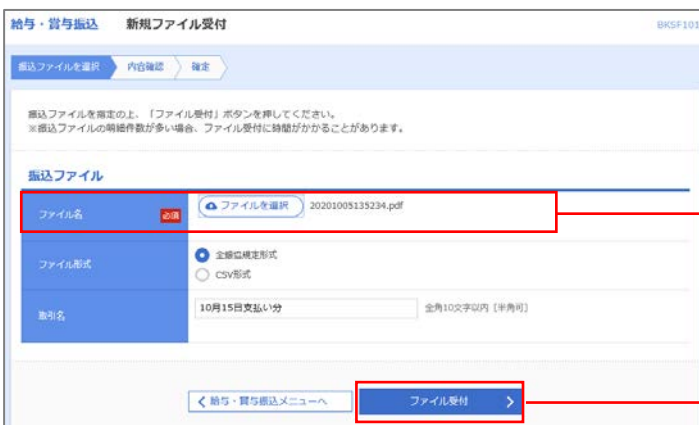 給与・賞与振込 新規ファイル受付 BKSF101
振込ファイルを選択 内容確認 確定
振込ファイルを指定の上、「ファイル受付」ボタンを押してください。
※振込ファイルの明細件数が多い場合、ファイル受付に時間がかかることがあります。
振込ファイル
ファイル名 必須 ファイルを選択 20201005135234.pdf
ファイル形式 全銀協規定形式
CSV形式
取引名 10月15日支払い分 全角10文字以内 [半角可]
給与・賞与振込メニューへ ファイル受付